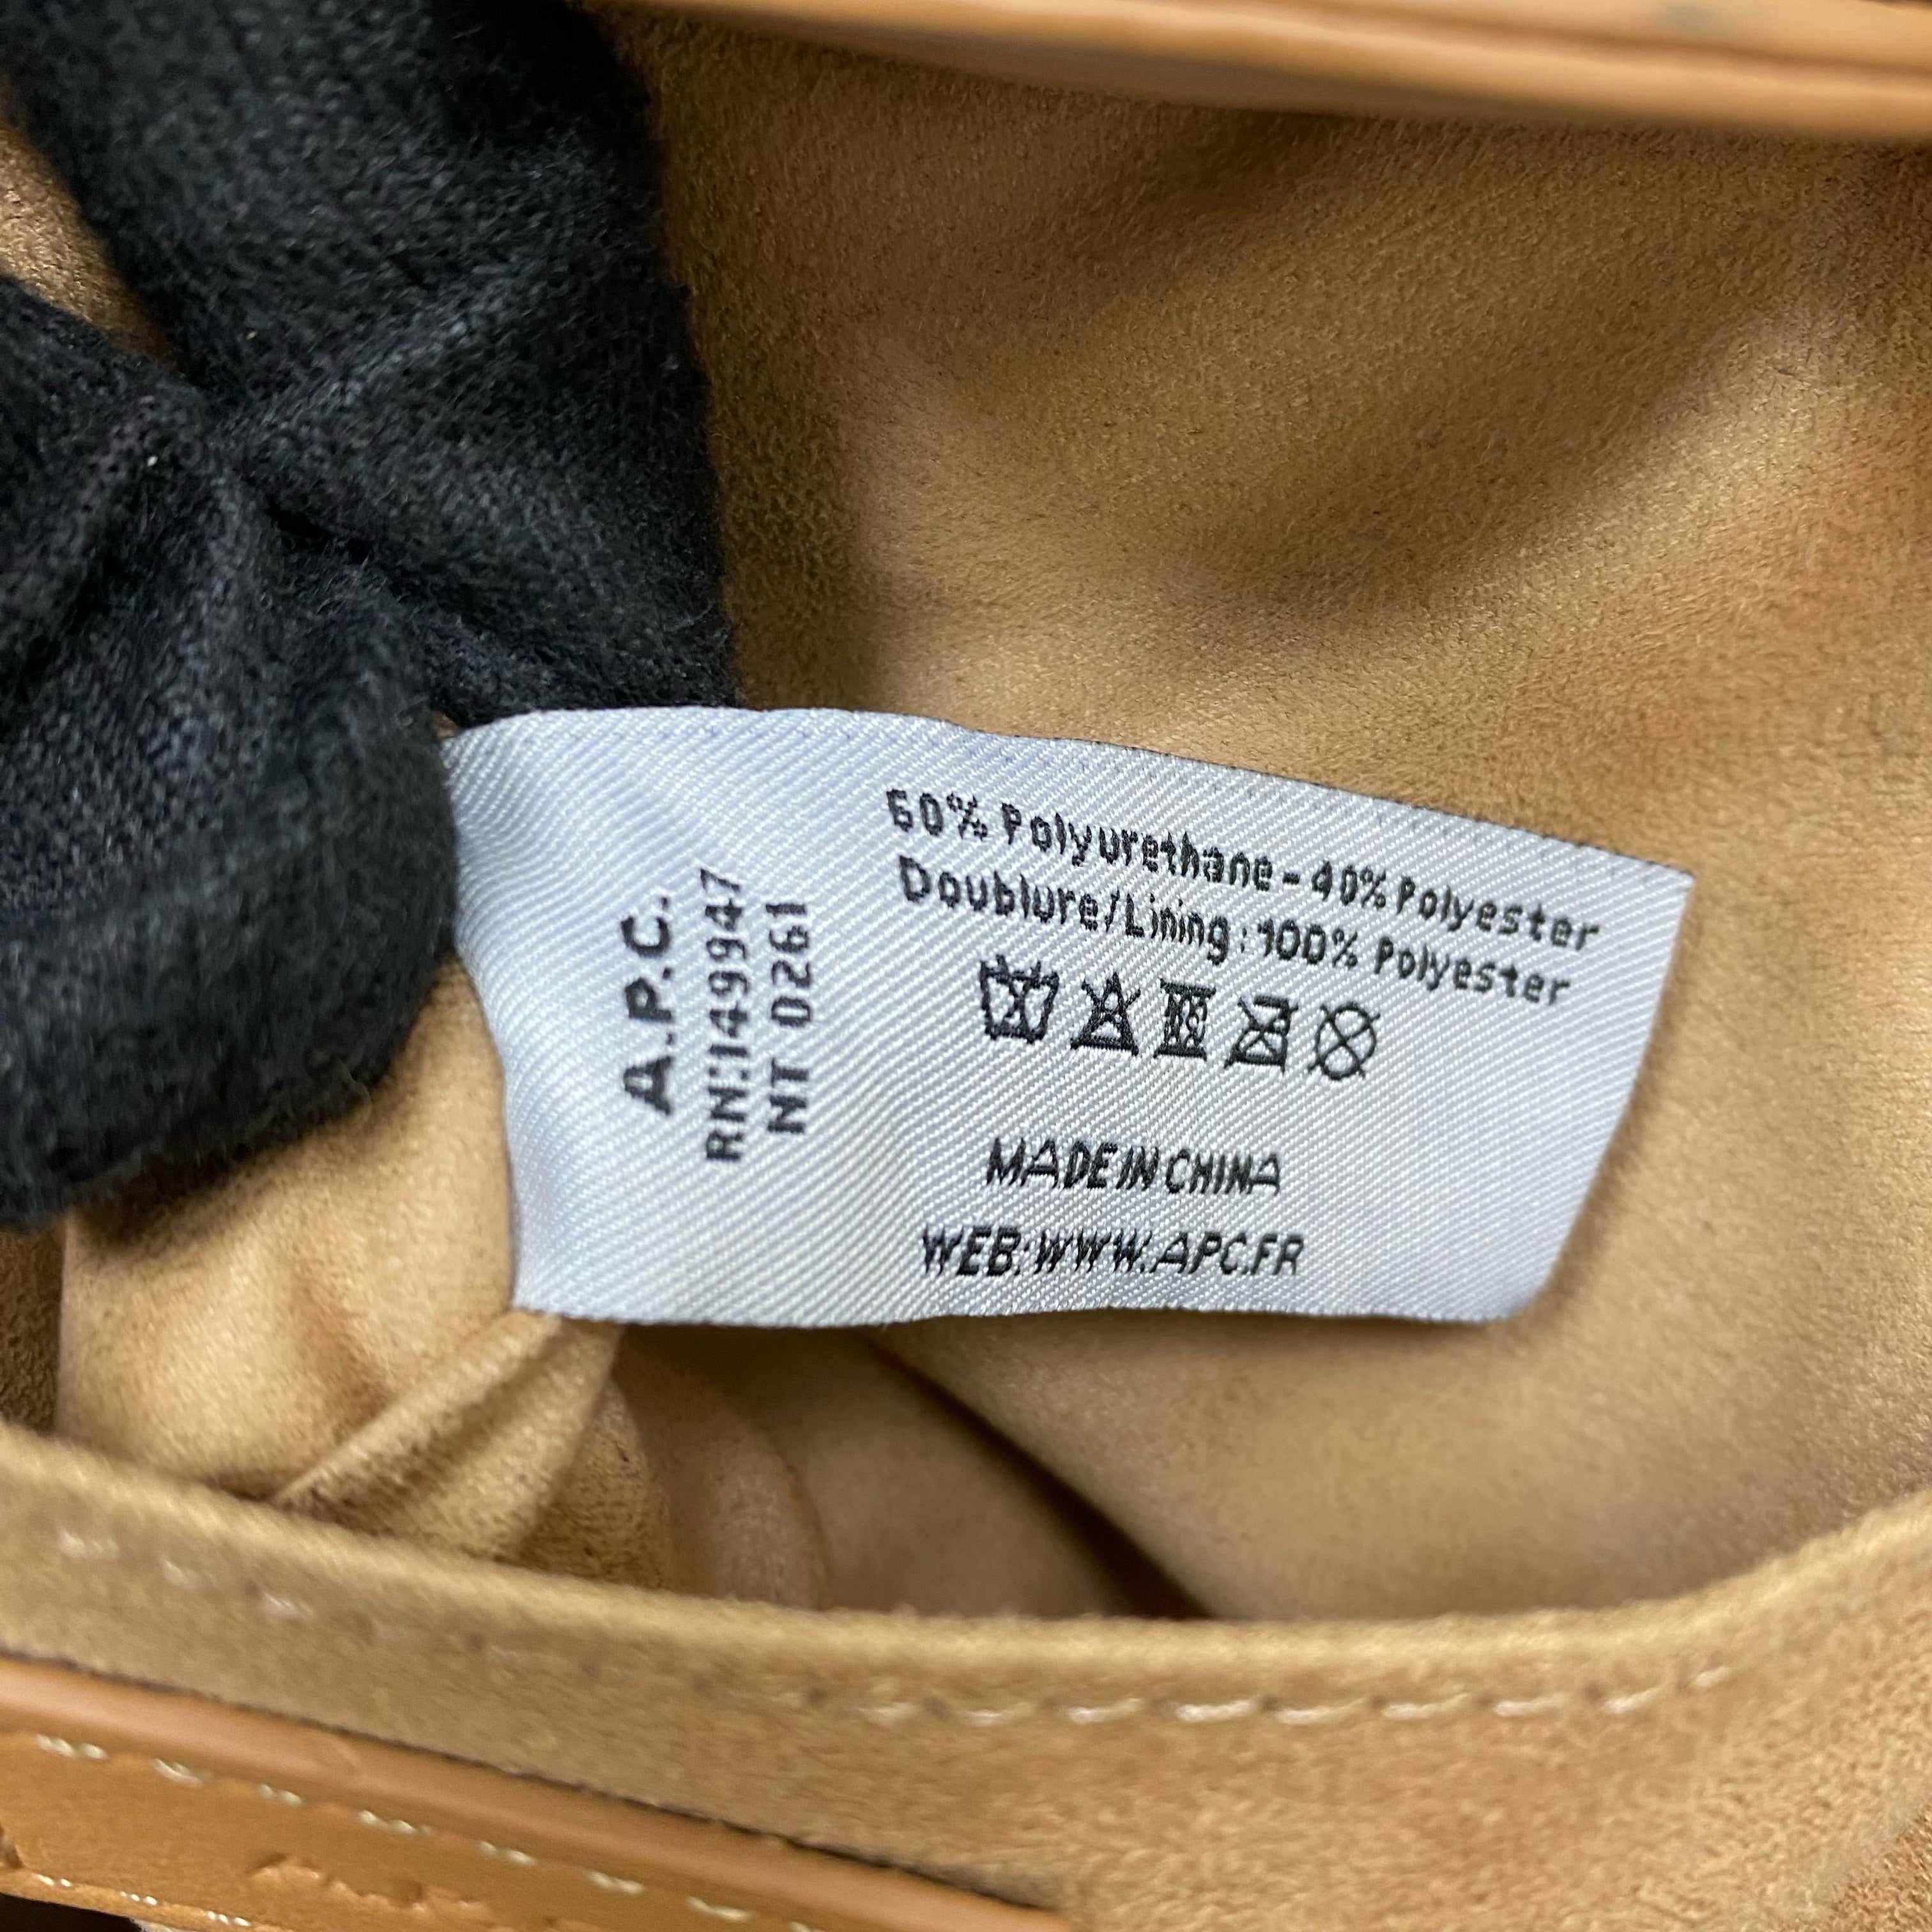 A.P.C.
RN:149947
NT 0261
60% Polyurethane-40% Polyester
Doublure/Lining:100% Polyester
MADE IN CHINA
WEB:WWW.APC.FR